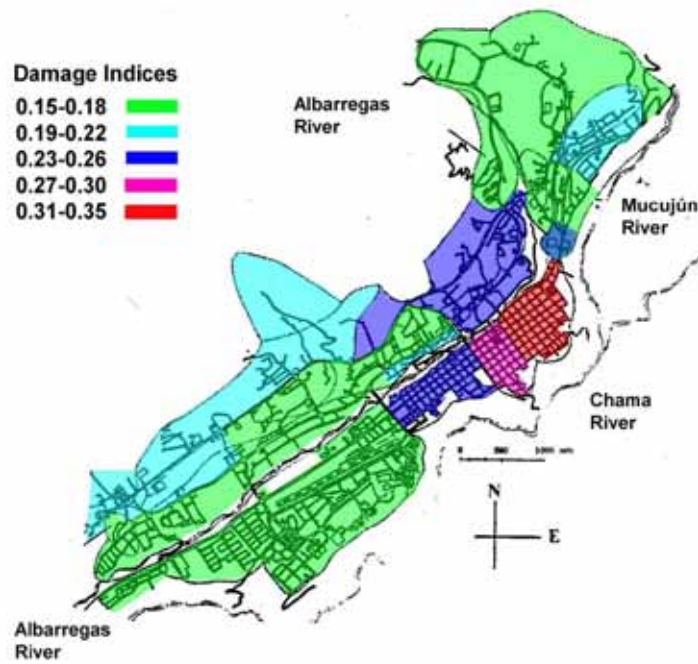 Damage Indices
0.15-0.18
0.19-0.22
0.23-0.26
0.27-0.30
0.31-0.35
Albarregas
River
Mucujún
River
Chama
River
N
E
Albarregas
River